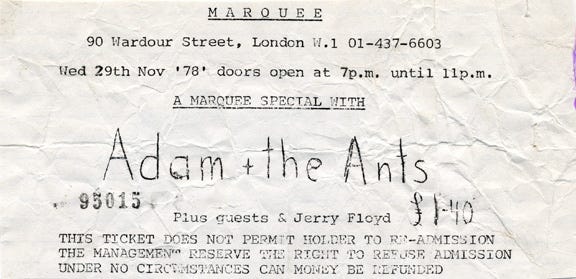 MARQUEE
90 Wardour Street, London W.1 01-437-6603
Wed 29th Nov '78' doors open at 7p.m. until 11p.m.
A MARQUEE SPECIAL WITH
Adam + the Ants
95015
Plus guests & Jerry Floyd £1-40
THIS TICKET DOES NOT PERMIT HOLDER TO RE-ADMISSION
THE MANAGEMENT RESERVE THE RIGHT TO REFUSE ADMISSION
UNDER NO CIRCUMSTANCES CAN MONEY BE REFUNDED